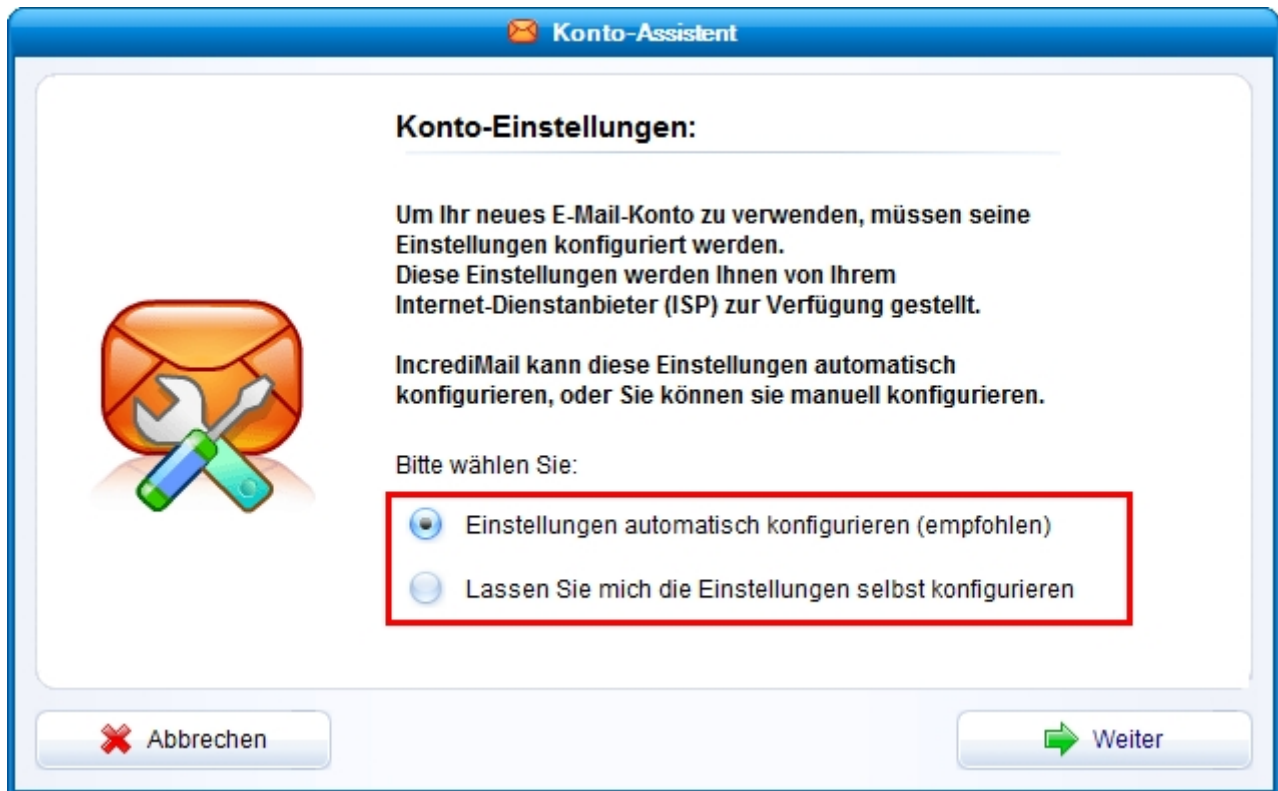 Konto-Assistent
Konto-Einstellungen:
Um Ihr neues E-Mail-Konto zu verwenden, müssen seine
Einstellungen konfiguriert werden.
Diese Einstellungen werden Ihnen von Ihrem
Internet-Dienstanbieter (ISP) zur Verfügung gestellt.
IncrediMail kann diese Einstellungen automatisch
konfigurieren, oder Sie können sie manuell konfigurieren.
Bitte wählen Sie:
Einstellungen automatisch konfigurieren (empfohlen)
Lassen Sie mich die Einstellungen selbst konfigurieren
Abbrechen
Weiter